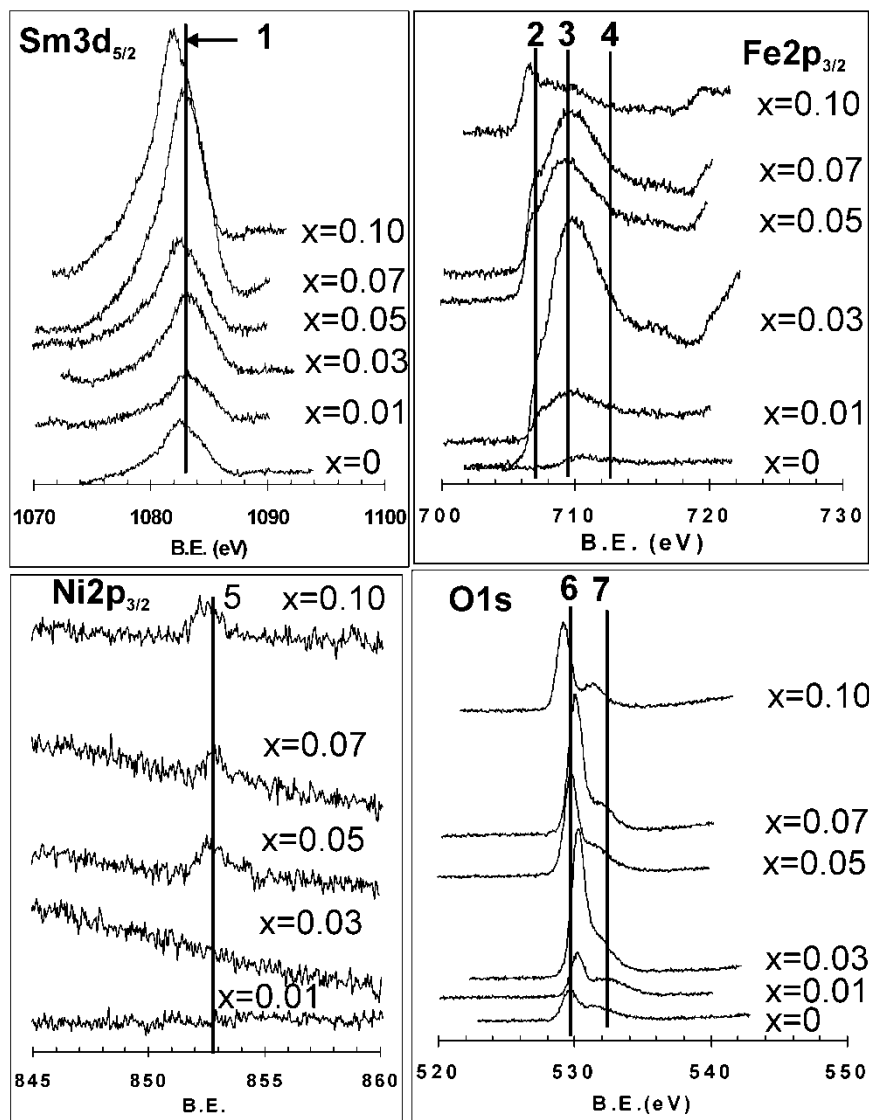 Sm3d5/2
1
x=0.10
x=0.07
x=0.05
x=0.03
x=0.01
x=0
1070 1080 1090 1100
B.E. (eV)
2 3 4
Fe2p3/2
x=0.10
x=0.07
x=0.05
x=0.03
x=0.01
x=0
700 710 720 730
B.E. (eV)
Ni2p3/2
5 x=0.10
x=0.07
x=0.05
x=0.03
x=0.01
845 850 855 860
B.E.
6 7
O1s
x=0.10
x=0.07
x=0.05
x=0.03
x=0.01
x=0
520 530 540 550
B.E.(eV)